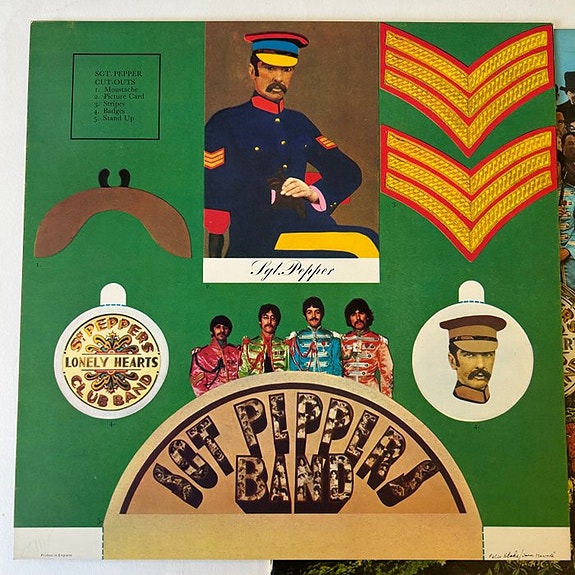 SGT. PEPPER
CUT-OUTS
1. Moustache
2. Picture Card
3. Stripes
4. Badges
5. Stand Up
Sgt. Pepper
1.
SGT. PEPPER'S
LONELY HEARTS
CLUB BAND
SGT PEPPERS
BAND
Printed in England